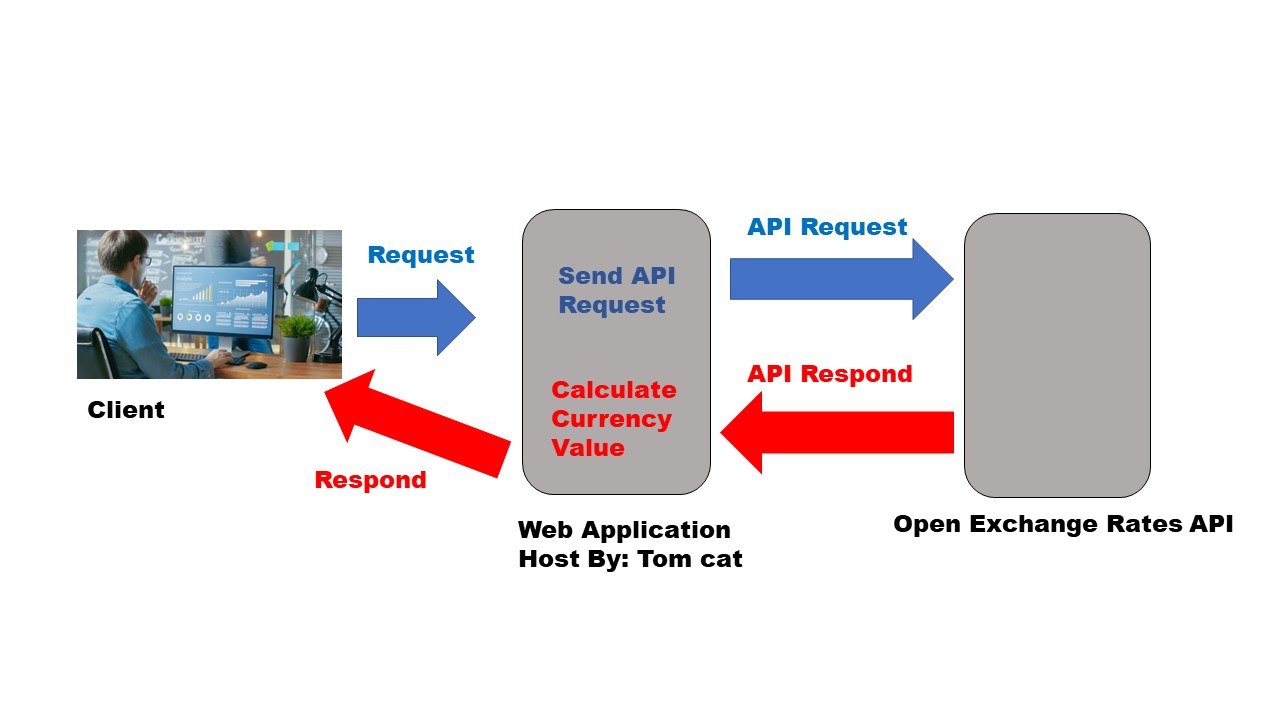 Request
Send API
Request
Calculate
Currency
Value
API Request
API Respond
Client
Respond
Web Application
Host By: Tom cat
Open Exchange Rates API